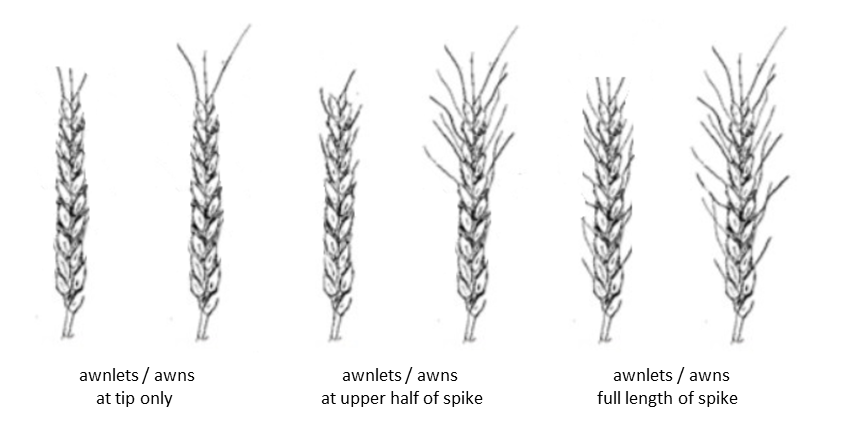 awnlets / awns
at tip only
awnlets / awns
at upper half of spike
awnlets / awns
full length of spike